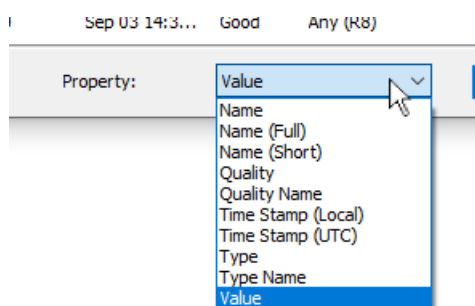 Sep 03 14:3... Good Any (R8)
Property: Value
Name
Name (Full)
Name (Short)
Quality
Quality Name
Time Stamp (Local)
Time Stamp (UTC)
Type
Type Name
Value